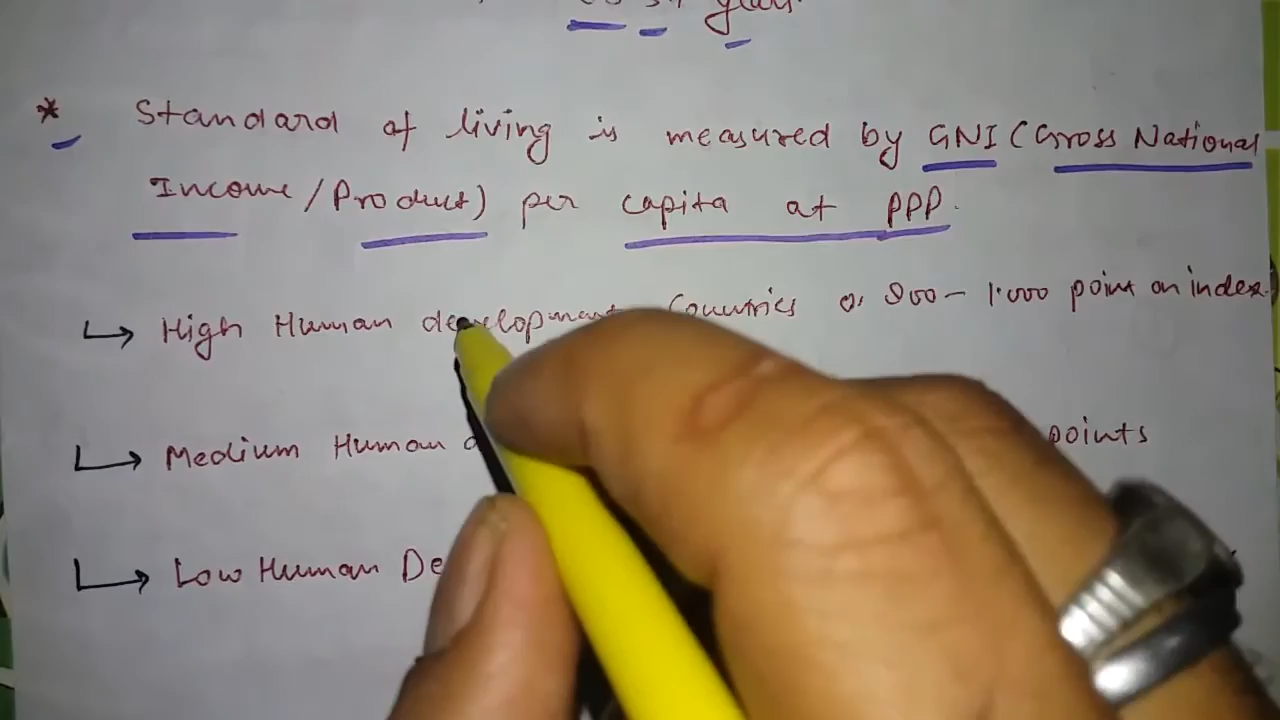 * Standard of living is measured by GNI (Gross National
Income/Product) per capita at PPP.
High Human development Countries 0.800 - 1.000 point on index.
Medium Human points
Low Human De